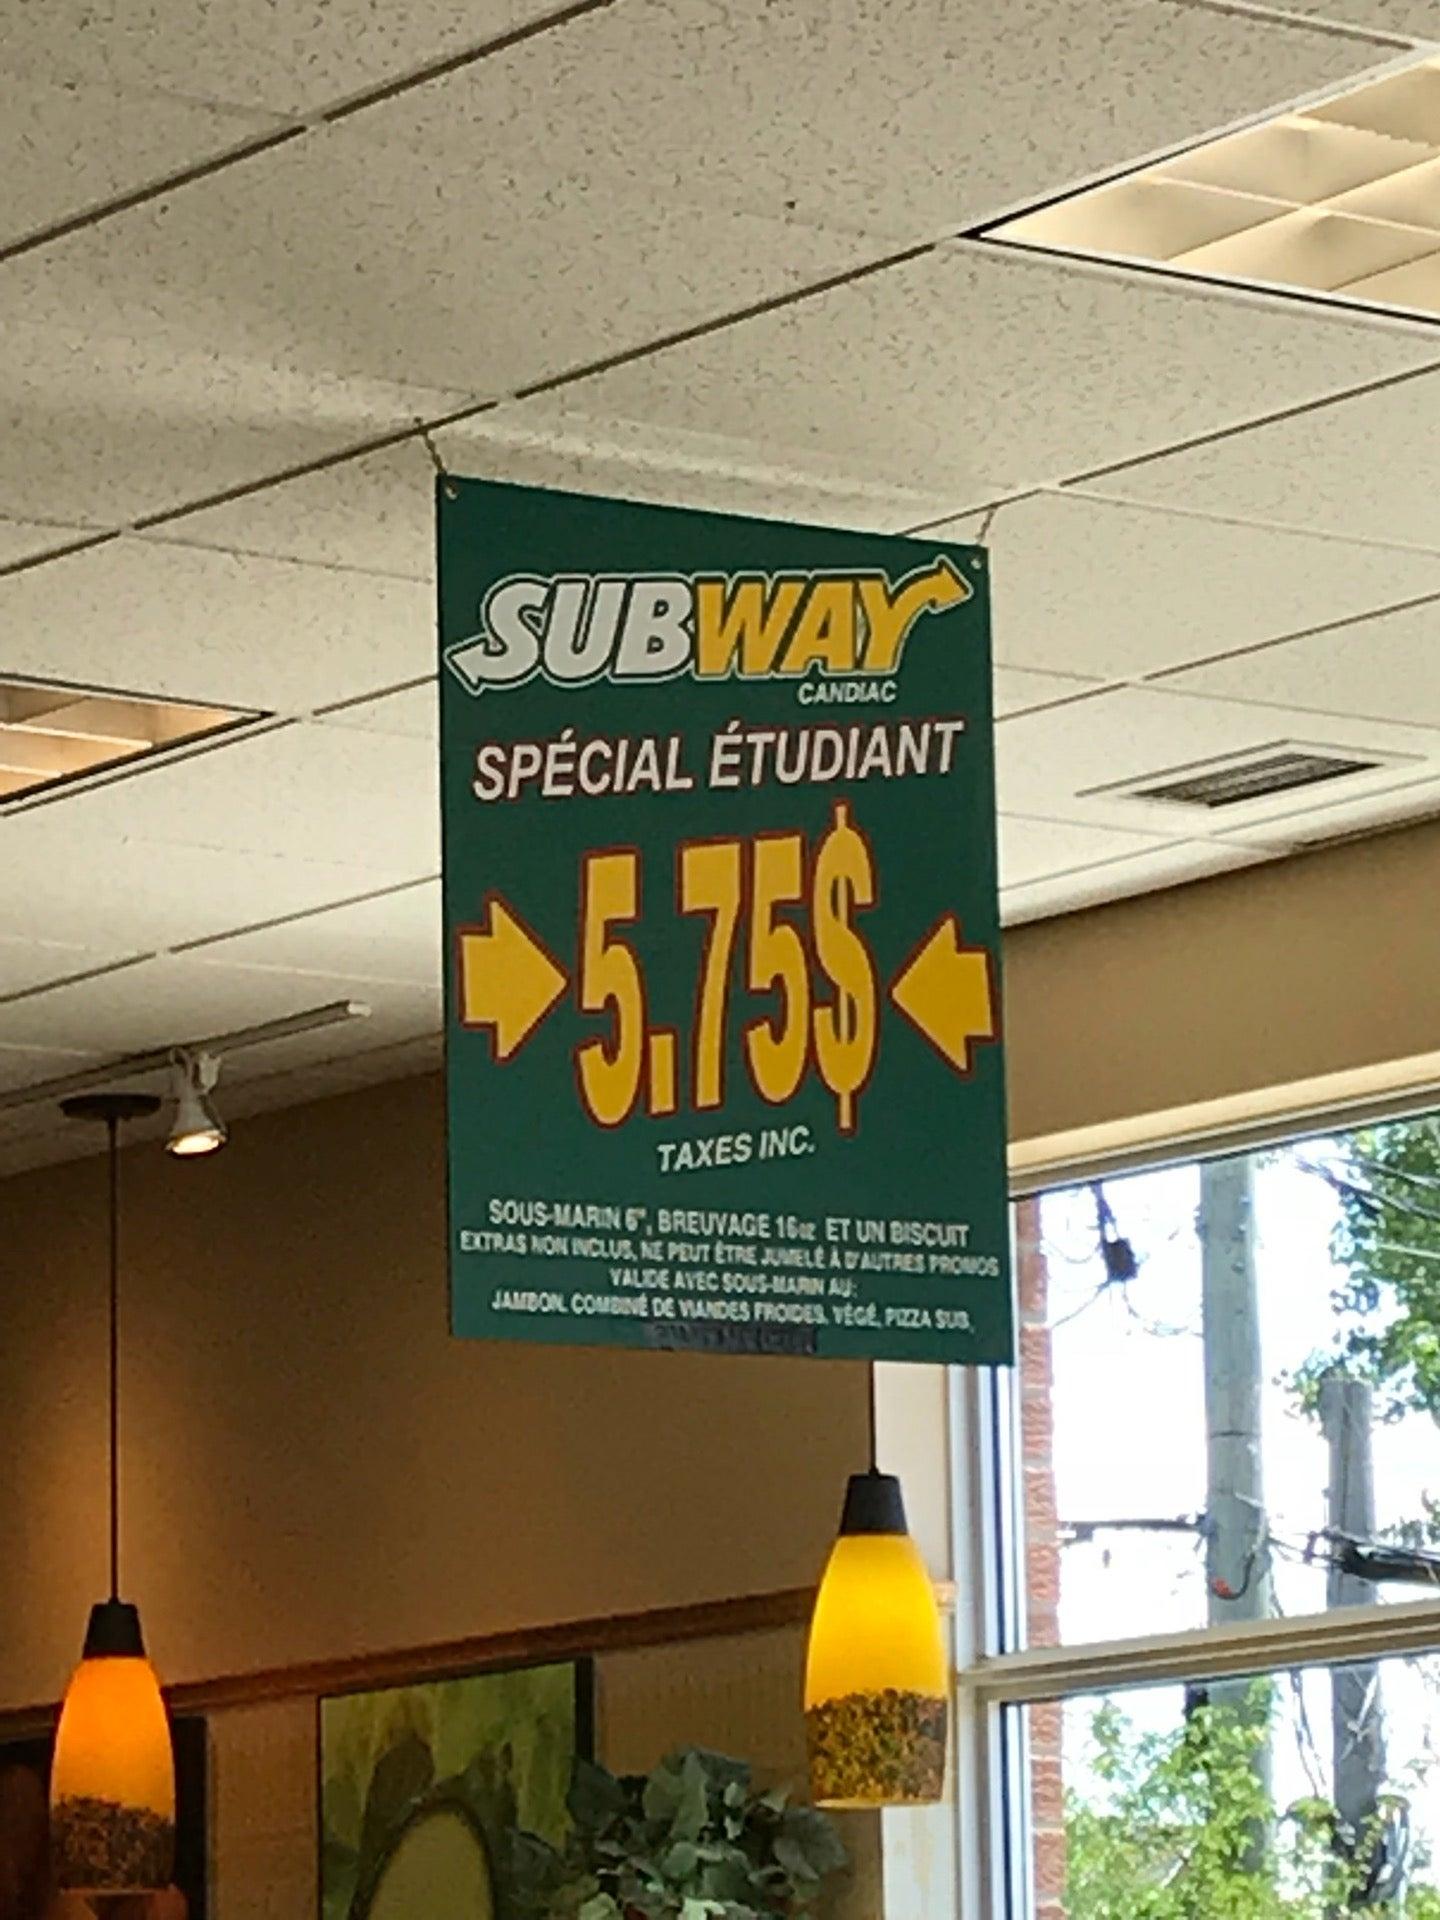 SUBWAY
CANDIAC
SPÉCIAL ÉTUDIANT
5.75$
TAXES INC.
SOUS-MARIN 6", BREUVAGE 16oz ET UN BISCUIT
EXTRAS NON INCLUS, NE PEUT ÊTRE JUMELÉ À D'AUTRES PROMOS
VALIDE AVEC SOUS-MARIN AU:
JAMBON, COMBINÉ DE VIANDES FROIDES, VÉGÉ, PIZZA SUB,